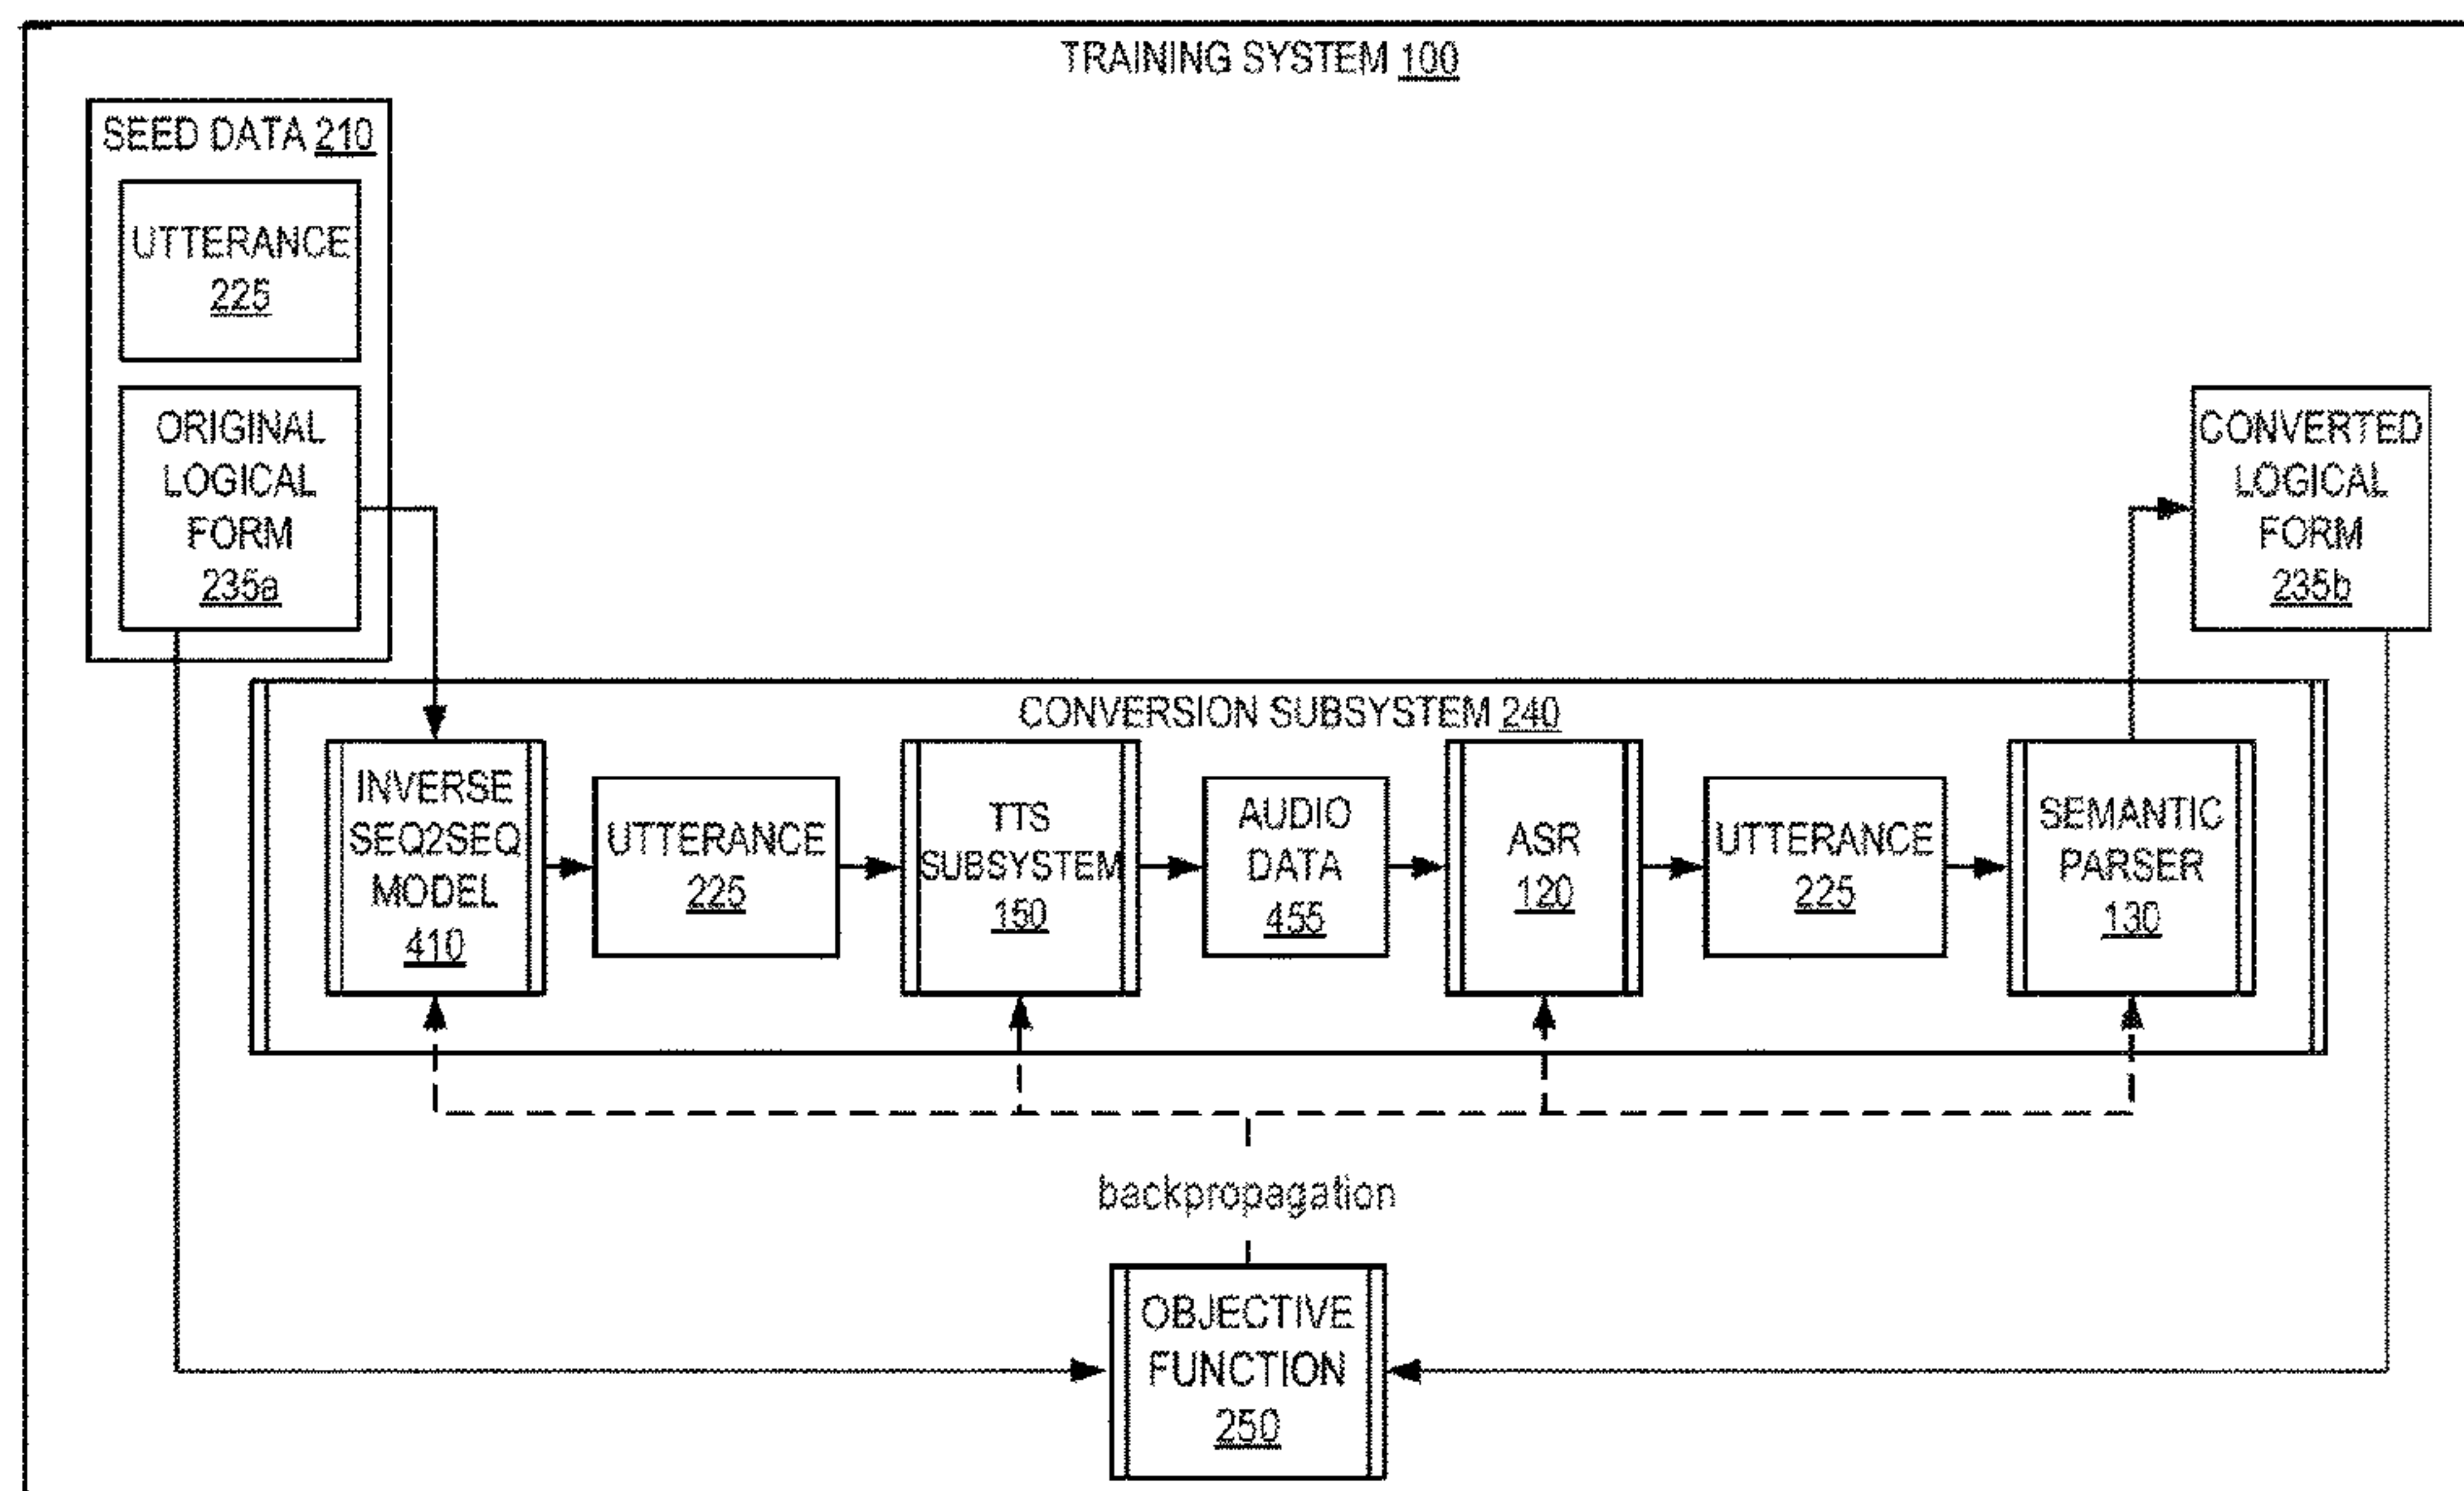 TRAINING SYSTEM 100
SEED DATA 210
UTTERANCE
225
ORIGINAL
LOGICAL
FORM
235a
CONVERTED
LOGICAL
FORM
235b
CONVERSION SUBSYSTEM 240
INVERSE
SEQ2SEQ
MODEL
410
UTTERANCE
225
TTS
SUBSYSTEM
150
AUDIO
DATA
455
ASR
120
UTTERANCE
225
SEMANTIC
PARSER
130
backpropagation
OBJECTIVE
FUNCTION
250